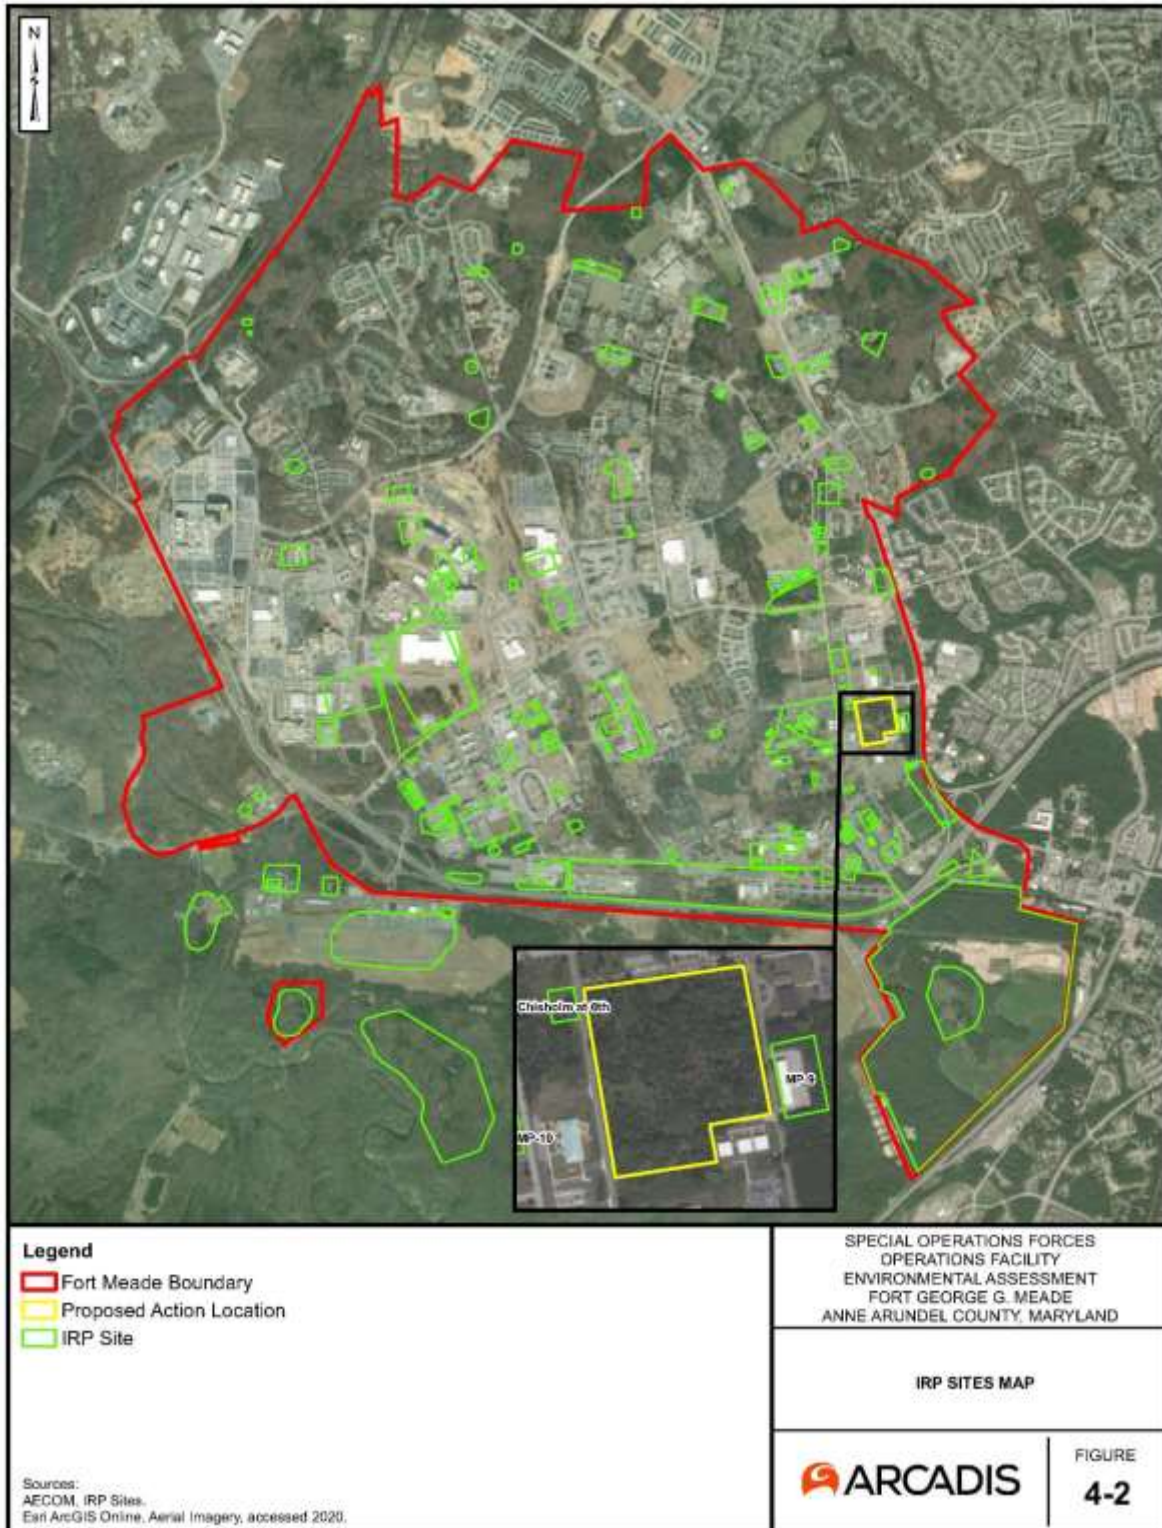 N
Chisholm at 6th
MP-9
MP-10
Legend
Fort Meade Boundary
Proposed Action Location
IRP Site
Sources:
AECOM, IRP Sites.
Esri ArcGIS Online, Aerial Imagery, accessed 2020.
SPECIAL OPERATIONS FORCES
OPERATIONS FACILITY
ENVIRONMENTAL ASSESSMENT
FORT GEORGE G. MEADE
ANNE ARUNDEL COUNTY, MARYLAND
IRP SITES MAP
ARCADIS
FIGURE
4-2